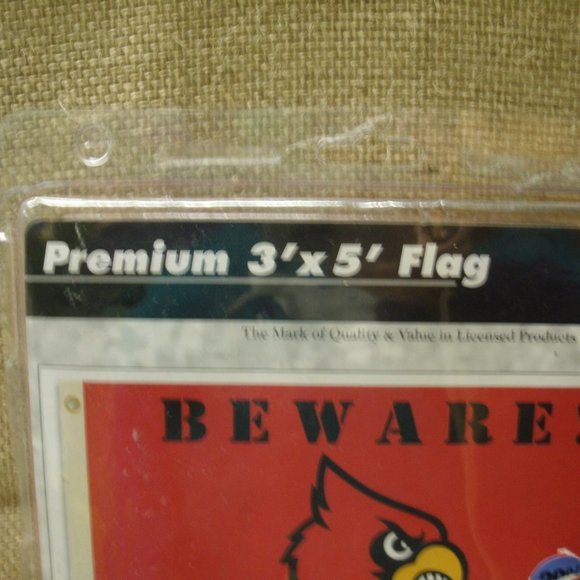 Premium 3'x5' Flag
The Mark of Quality & Value in Licensed Products
BEWARE!